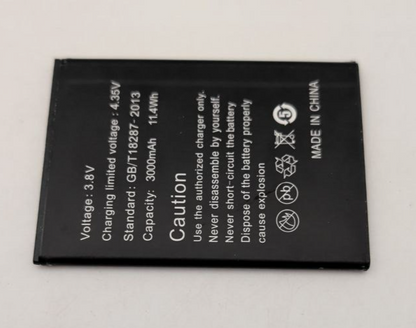 Voltage: 3.8V
Charging limited voltage: 4.35V
Standard: GB/T18287-2013
Capacity: 3000mAh 11.4Wh
Caution
Use the authorized charger only.
Never disassemble by yourself.
Never short-circuit the battery
Dispose of the battery properly
cause explosion
Pb
5
MADE IN CHINA